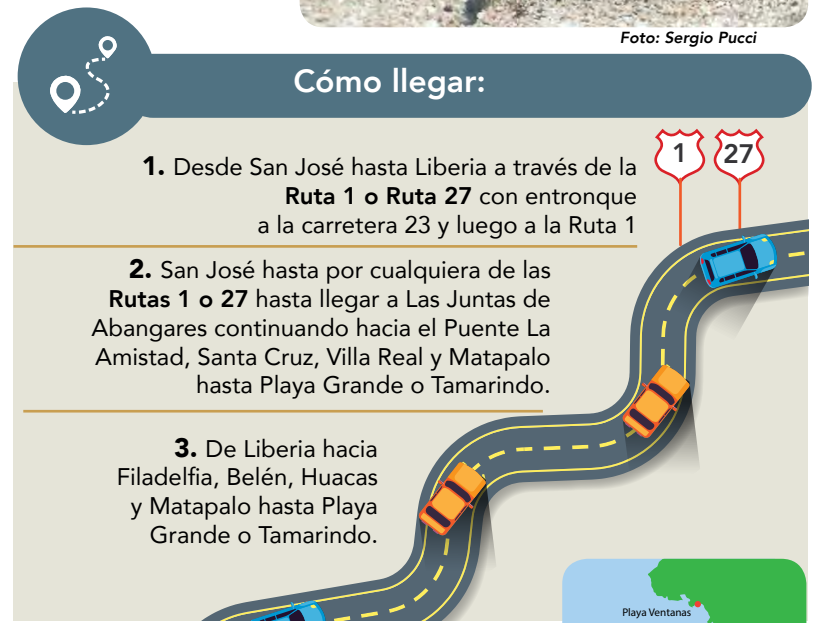 Foto: Sergio Pucci
Cómo llegar:
1. Desde San José hasta Liberia a través de la
Ruta 1 o Ruta 27 con entronque
a la carretera 23 y luego a la Ruta 1
1
27
2. San José hasta por cualquiera de las
Rutas 1 o 27 hasta llegar a Las Juntas de
Abangares continuando hacia el Puente La
Amistad, Santa Cruz, Villa Real y Matapalo
hasta Playa Grande o Tamarindo.
3. De Liberia hacia
Filadelfia, Belén, Huacas
y Matapalo hasta Playa
Grande o Tamarindo.
Playa Ventanas